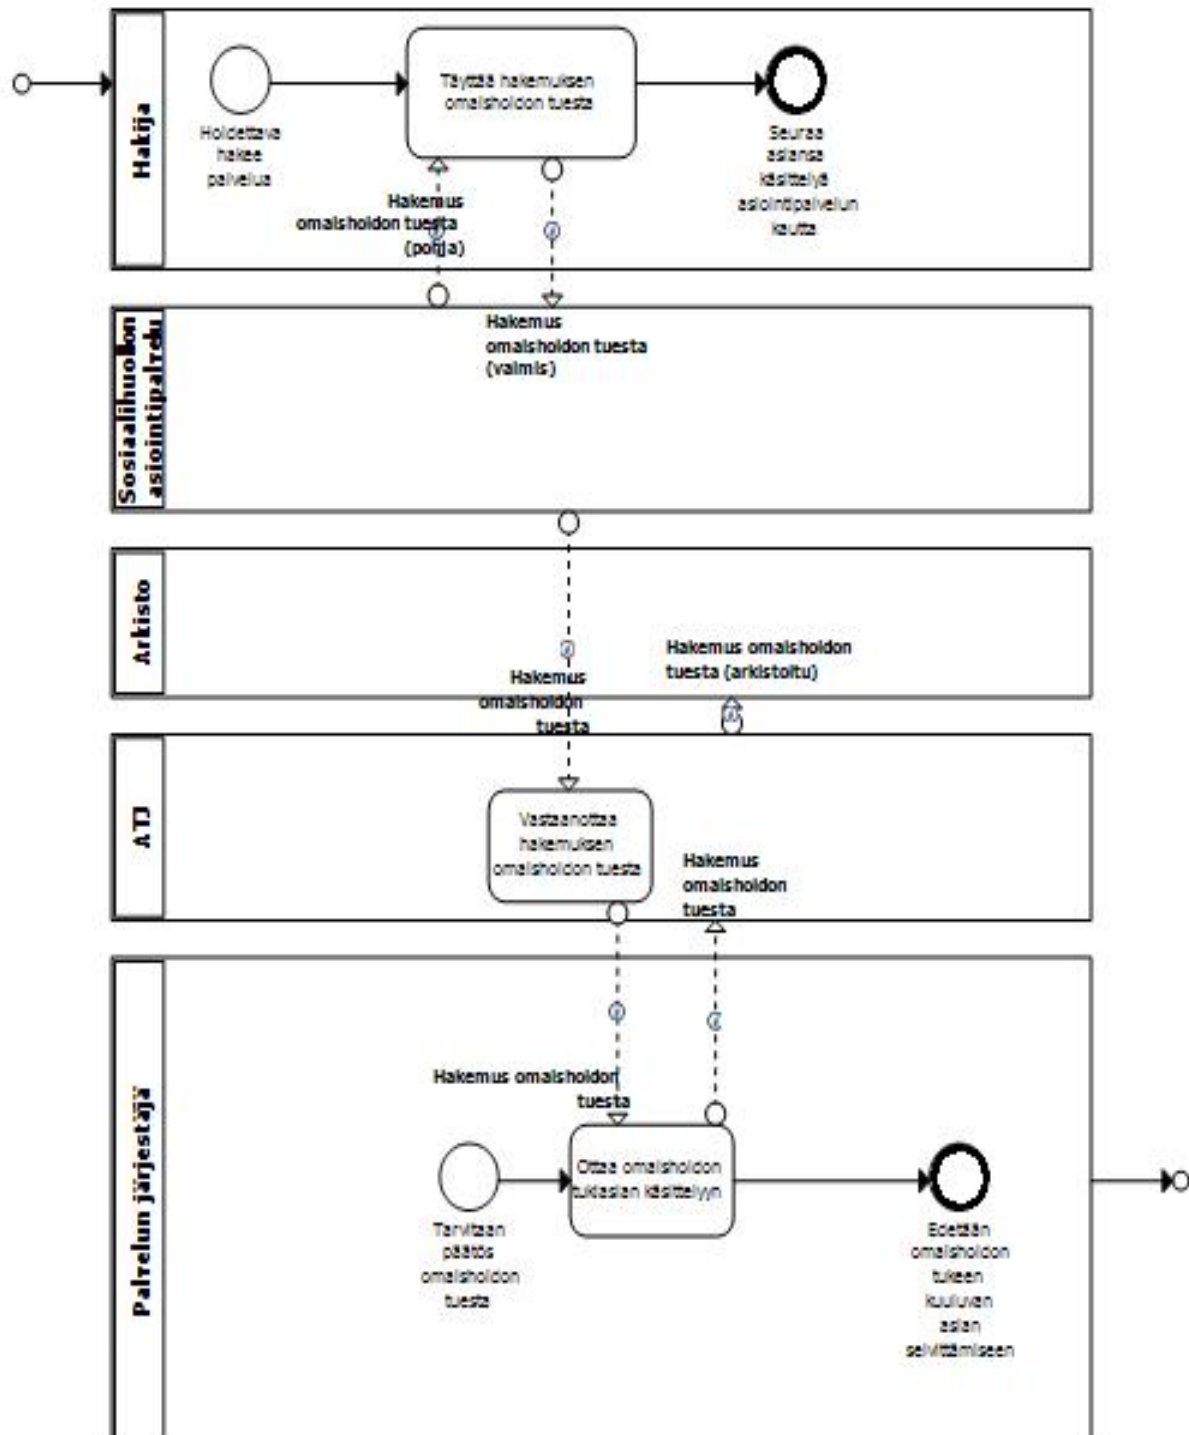 Hakija
Hoidettava
hakee
palvelua
Täyttää hakemuksen
omaishoidon tuesta
Seuraa
asiansa
käsittelyä
asiointipalvelun
kautta
Hakemus
omaishoidon tuesta
(pohja)
Sosiaalihuollon
asiointipalvelu
Hakemus
omaishoidon tuesta
(valmis)
Arkisto
Hakemus omaishoidon
tuesta (arkistoitu)
Hakemus
omaishoidon
tuesta
ATJ
Vastaanottaa
hakemuksen
omaishoidon tuesta
Hakemus
omaishoidon
tuesta
Palvelun järjestäjä
Hakemus omaishoidon
tuesta
Tarvitaan
päätös
omaishoidon
tuesta
Ottaa omaishoidon
tukiasian käsittelyyn
Edetään
omaishoidon
tukeen
kuuluvan
asian
selvittämiseen